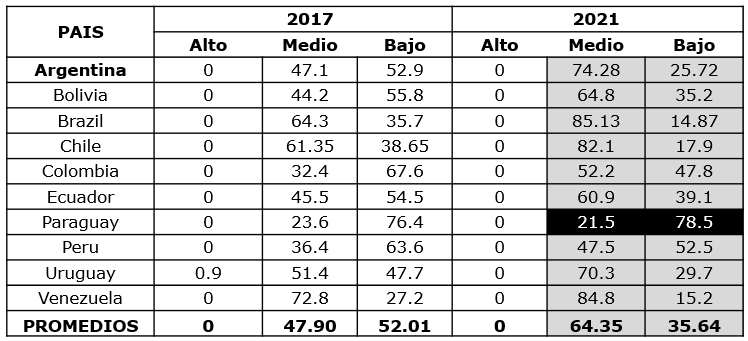 PAIS 2017 2021
Alto Medio Bajo Alto Medio Bajo
Argentina 0 47.1 52.9 0 74.28 25.72
Bolivia 0 44.2 55.8 0 64.8 35.2
Brazil 0 64.3 35.7 0 85.13 14.87
Chile 0 61.35 38.65 0 82.1 17.9
Colombia 0 32.4 67.6 0 52.2 47.8
Ecuador 0 45.5 54.5 0 60.9 39.1
Paraguay 0 23.6 76.4 0 21.5 78.5
Peru 0 36.4 63.6 0 47.5 52.5
Uruguay 0.9 51.4 47.7 0 70.3 29.7
Venezuela 0 72.8 27.2 0 84.8 15.2
PROMEDIOS 0 47.90 52.01 0 64.35 35.64